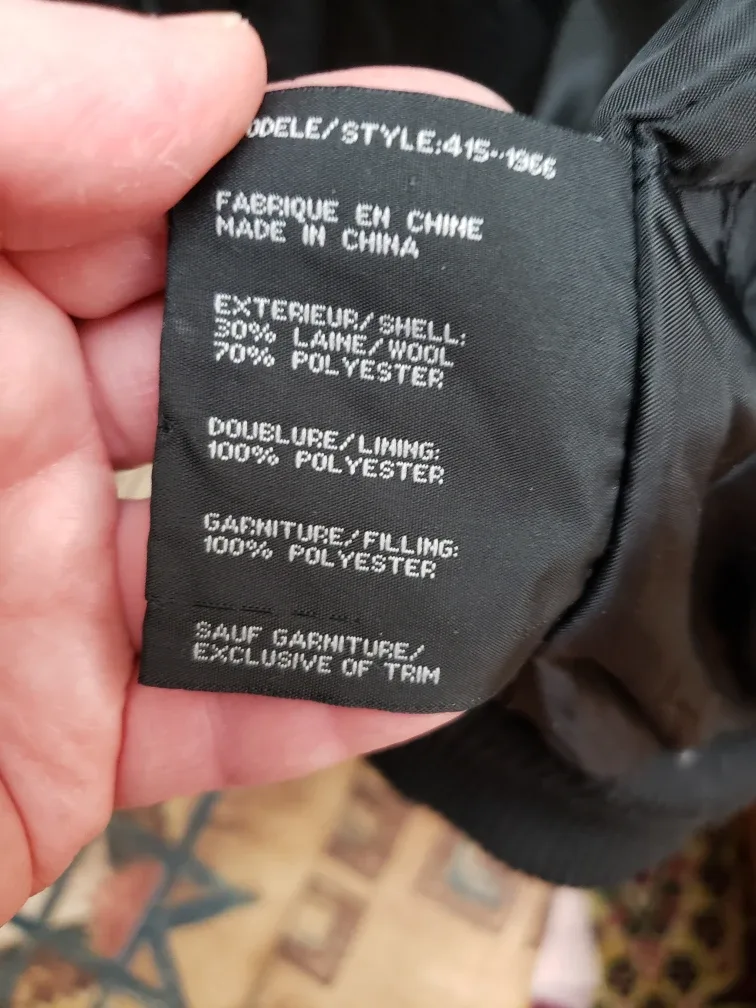 ODELE/STYLE:415-1966
FABRIQUE EN CHINE
MADE IN CHINA
EXTERIEUR/SHELL:
30% LAINE/WOOL
70% POLYESTER
DOUBLURE/LINING:
100% POLYESTER
GARNITURE/FILLING:
100% POLYESTER
SAUF GARNITURE/
EXCLUSIVE OF TRIM